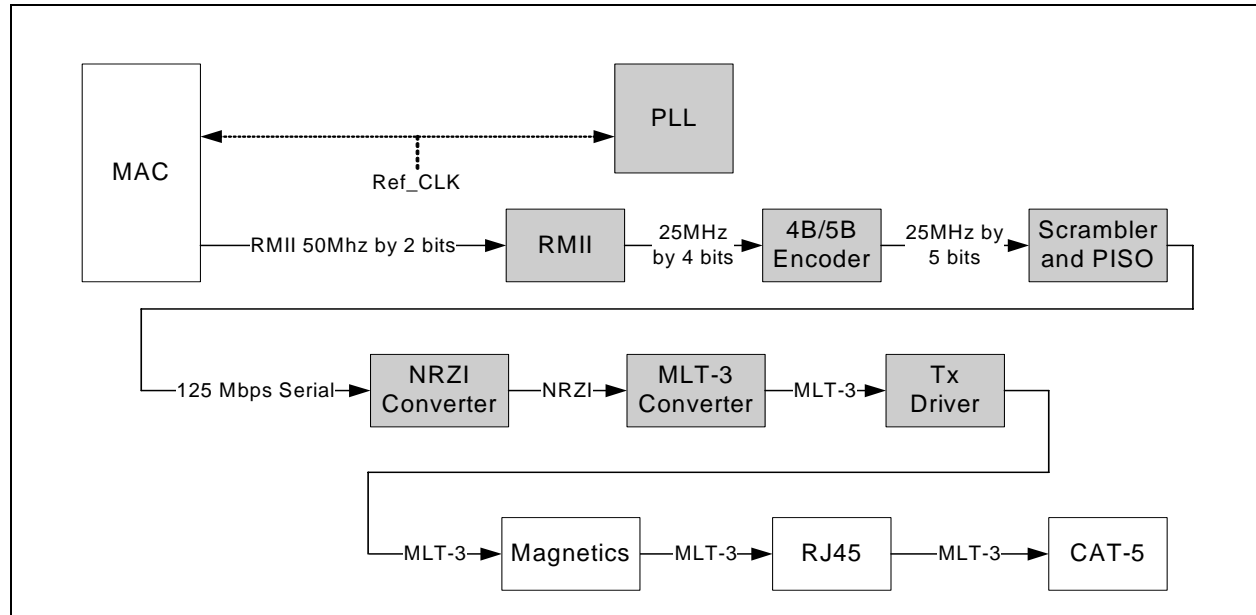 MAC
PLL
Ref_CLK
RMII 50Mhz by 2 bits
RMII
25MHz
by 4 bits
4B/5B
Encoder
25MHz by
5 bits
Scrambler
and PISO
125 Mbps Serial
NRZI
Converter
NRZI
MLT-3
Converter
MLT-3
Tx
Driver
MLT-3
Magnetics
MLT-3
RJ45
MLT-3
CAT-5